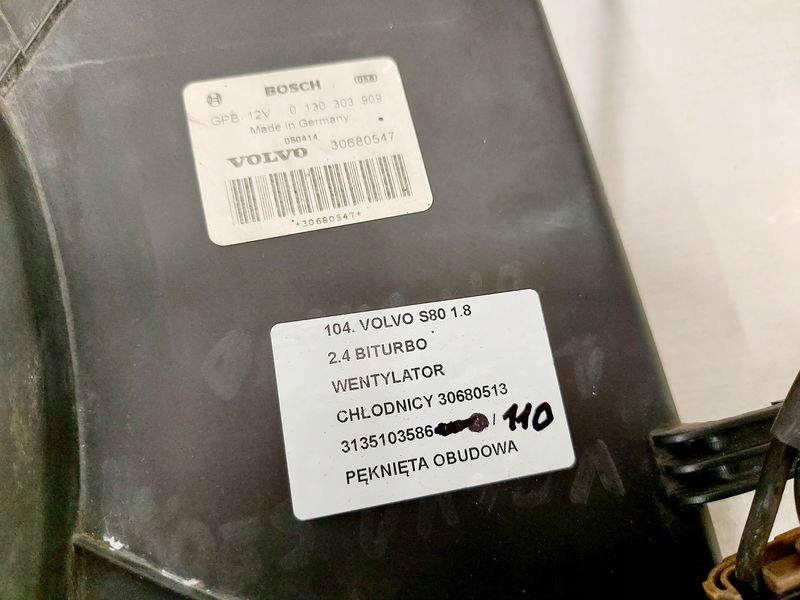 BOSCH
GPB 12V 0 130 303 909
Made in Germany
050414
VOLVO 30680547
*30680547*
104. VOLVO S80 1.8
2.4 BITURBO
WENTYLATOR
CHŁODNICY 30680513
3135103586 / 110
PĘKNIĘTA OBUDOWA